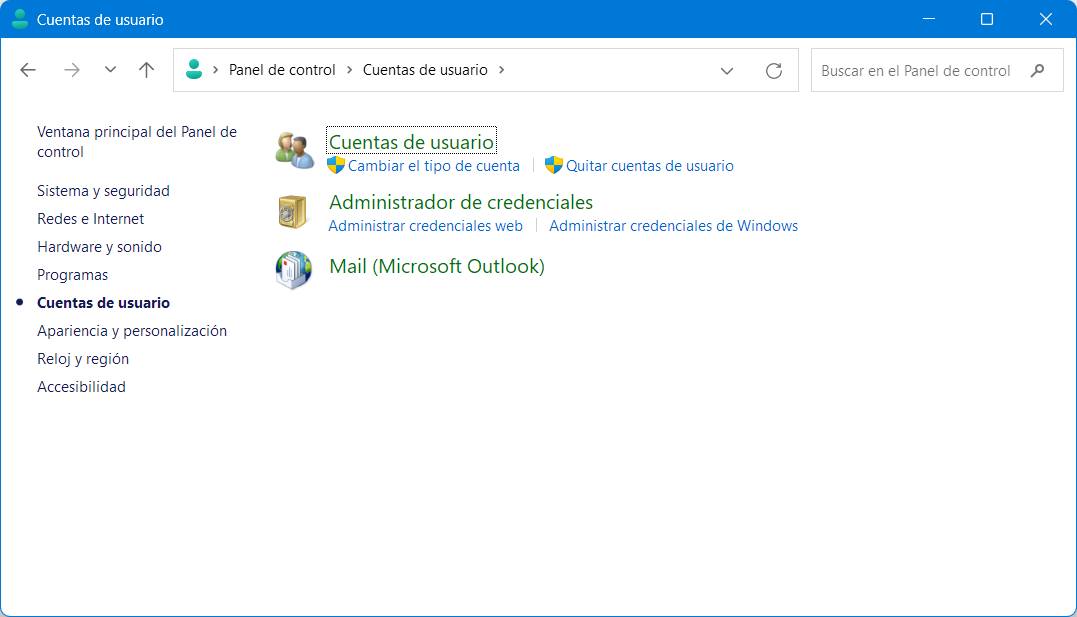 Cuentas de usuario
Panel de control > Cuentas de usuario >
Buscar en el Panel de control
Ventana principal del Panel de
control
Sistema y seguridad
Redes e Internet
Hardware y sonido
Programas
Cuentas de usuario
Apariencia y personalización
Reloj y región
Accesibilidad
Cuentas de usuario
Cambiar el tipo de cuenta | Quitar cuentas de usuario
Administrador de credenciales
Administrar credenciales web | Administrar credenciales de Windows
Mail (Microsoft Outlook)